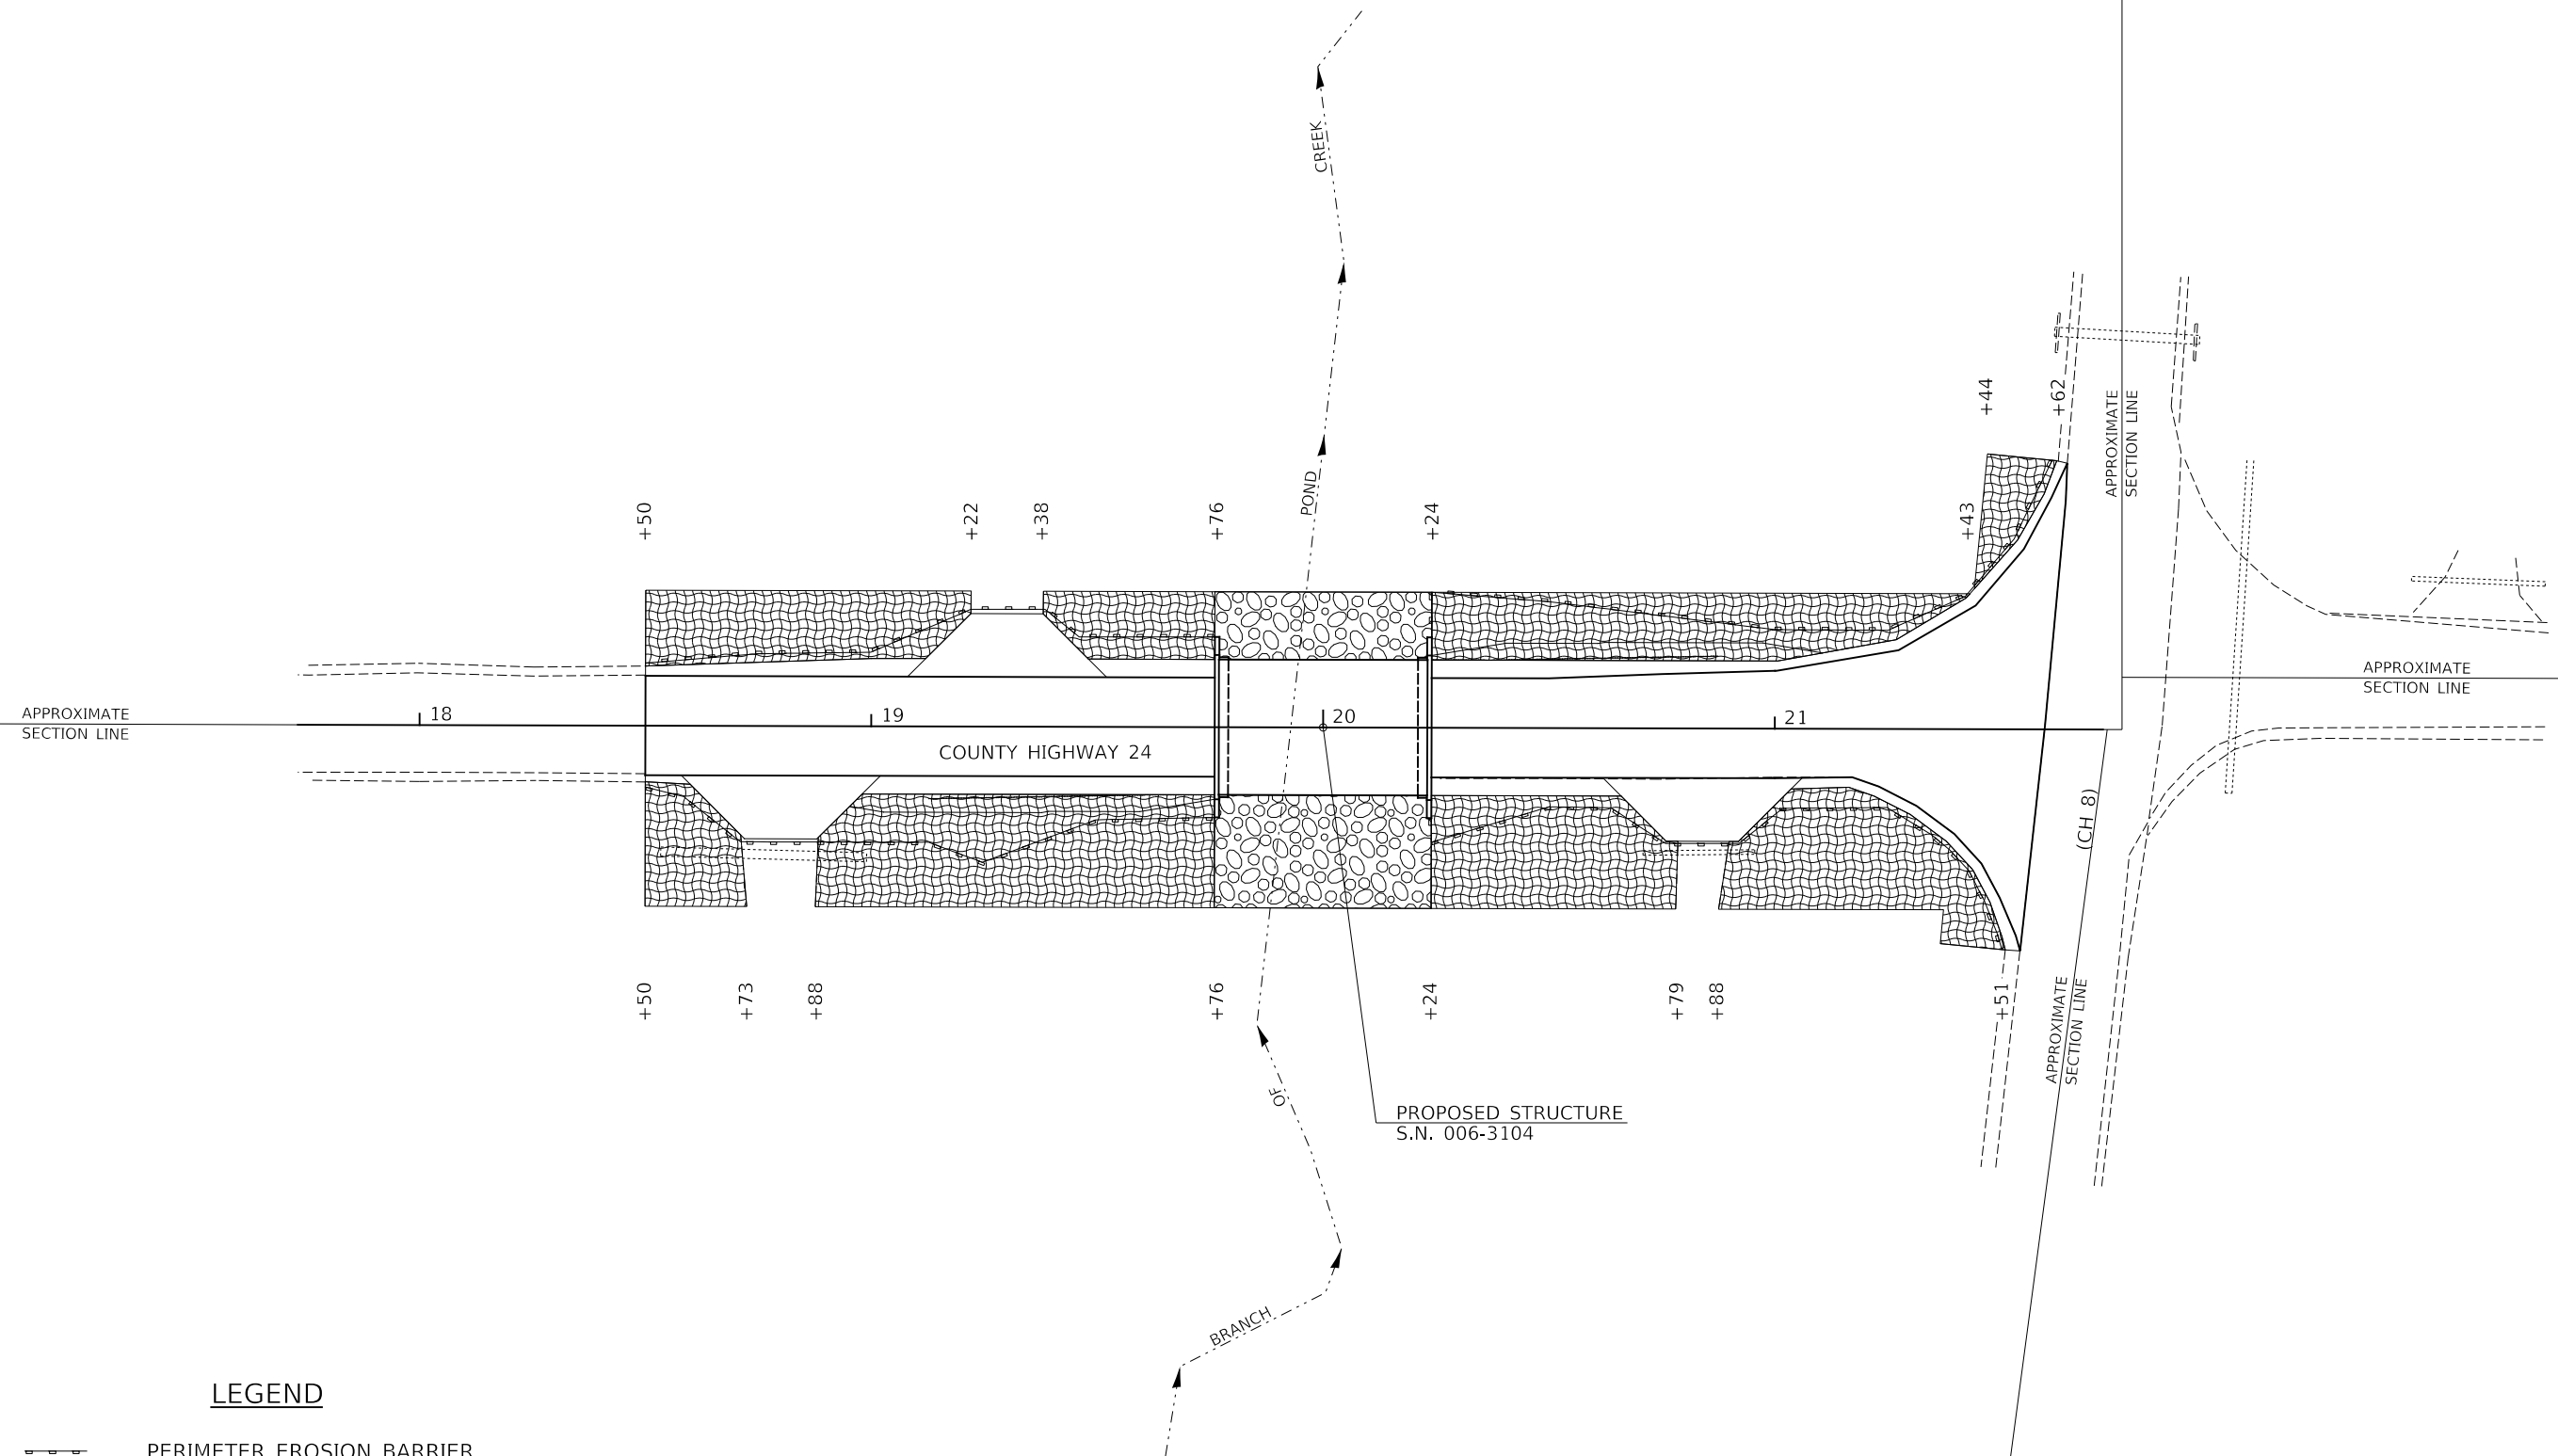 CREEK
+44
+62
APPROXIMATE
SECTION LINE
POND
+50
+22
+38
+76
+24
+43
APPROXIMATE
SECTION LINE
APPROXIMATE
SECTION LINE
18
19
20
21
COUNTY HIGHWAY 24
(CH 8)
+50
+73
+88
+76
+24
+79
+88
+51
APPROXIMATE
SECTION LINE
OF
PROPOSED STRUCTURE
S.N. 006-3104
BRANCH
LEGEND
PERIMETER EROSION BARRIER